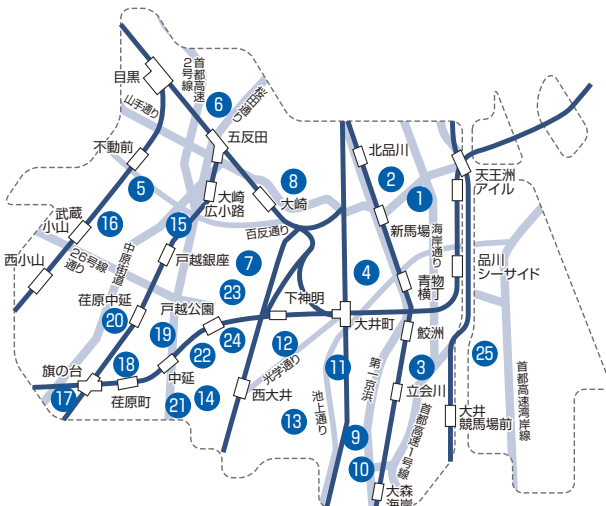 目黒
首都高速
2号線
桜田通り
山手通り
6
五反田
不動前
5
北品川
天王洲
アイル
8
2
1
大崎
広小路
大崎
武蔵
小山
16
15
百反通り
新馬場
海岸通り
西小山
26号線
通り
中原街道
戸越銀座
7
4
品川
シーサイド
23
下神明
青物
横丁
荏原中延
戸越公園
大井町
20
19
24
12
鮫洲
22
光学通り
11
第一京浜
3
25
旗の台
18
中延
西大井
立会川
首都高速湾岸線
17
荏原町
21
14
池上通り
首都高速1号線
大井
競馬場前
13
9
10
大森
海岸